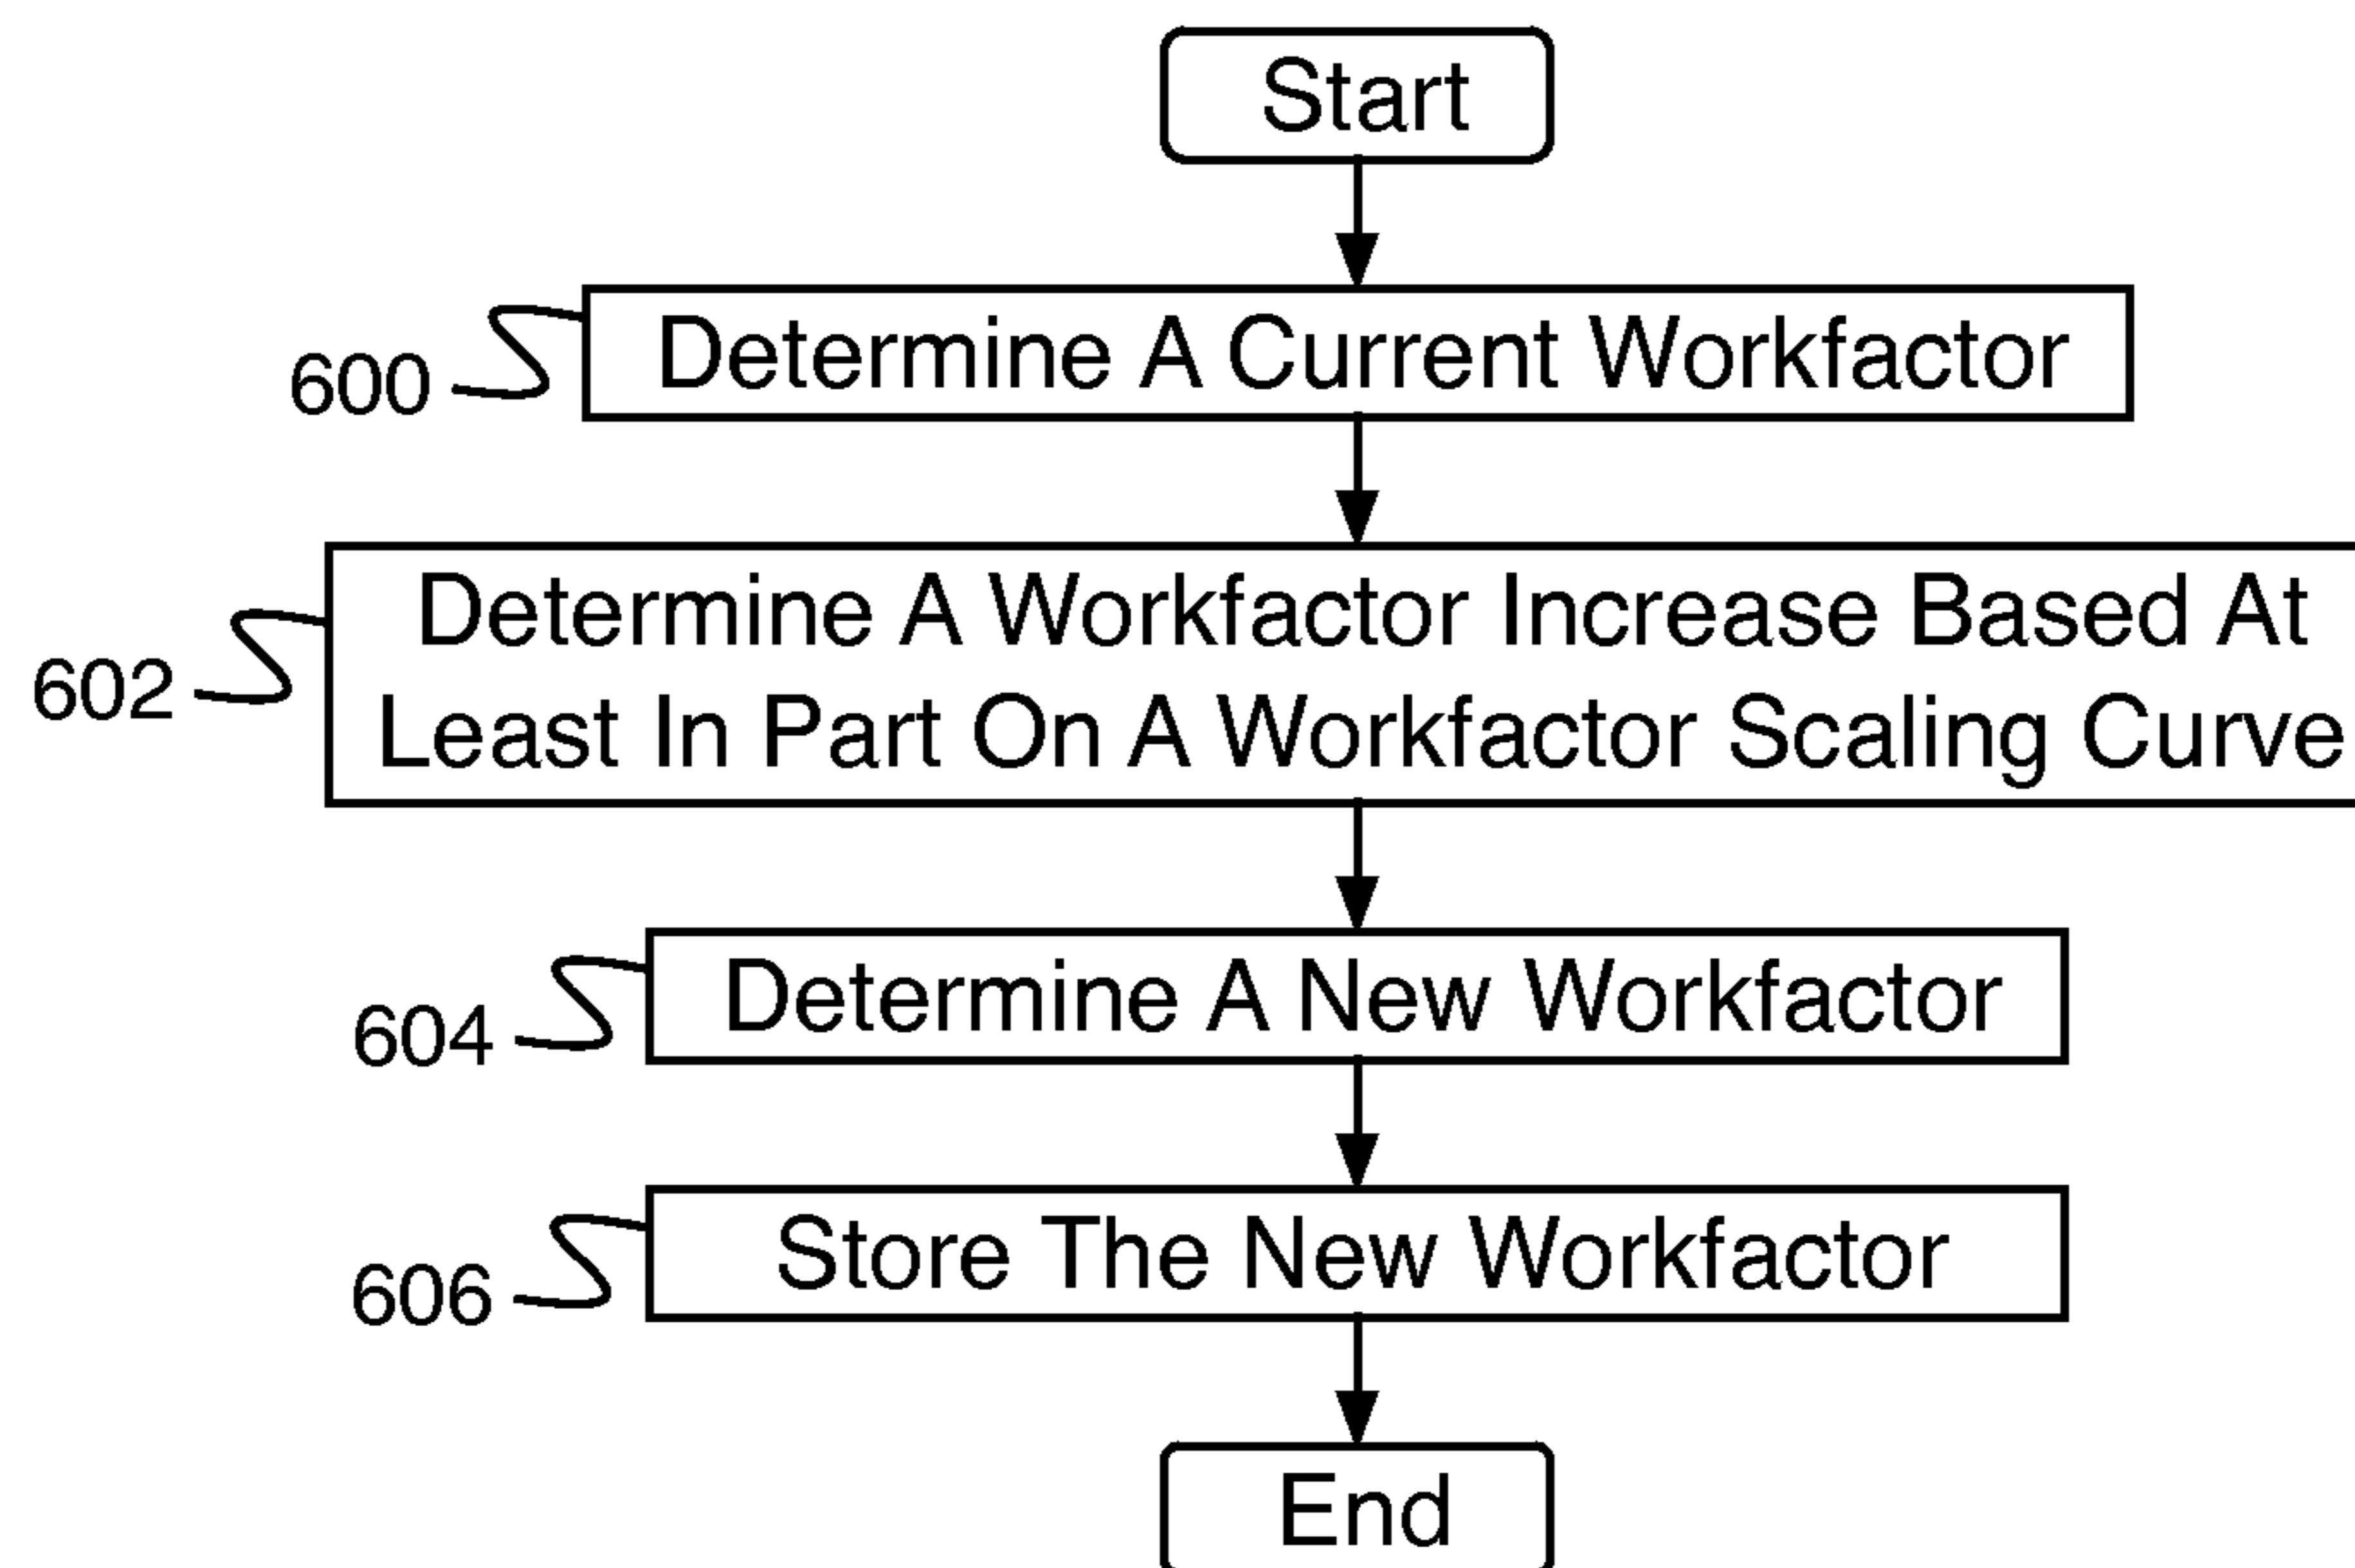 Start
600
Determine A Current Workfactor
602
Determine A Workfactor Increase Based At
Least In Part On A Workfactor Scaling Curve
604
Determine A New Workfactor
606
Store The New Workfactor
End